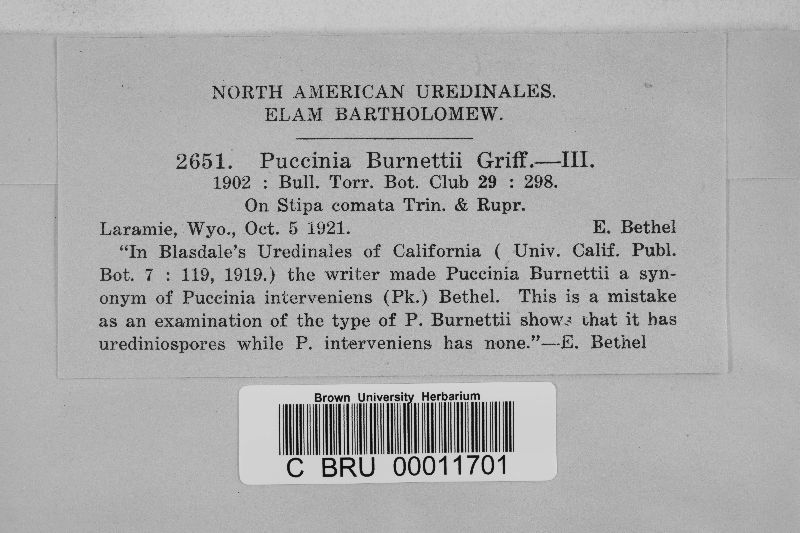 NORTH AMERICAN UREDINALES.
ELAM BARTHOLOMEW.
2651. Puccinia Burnettii Griff.—III.
1902 : Bull. Torr. Bot. Club 29 : 298.
On Stipa comata Trin. & Rupr.
Laramie, Wyo., Oct. 5 1921. E. Bethel
"In Blasdale's Uredinales of California ( Univ. Calif. Publ.
Bot. 7 : 119, 1919.) the writer made Puccinia Burnettii a syn-
onym of Puccinia interveniens (Pk.) Bethel. This is a mistake
as an examination of the type of P. Burnettii shows that it has
urediniospores while P. interveniens has none."—E. Bethel
Brown University Herbarium
C BRU 00011701